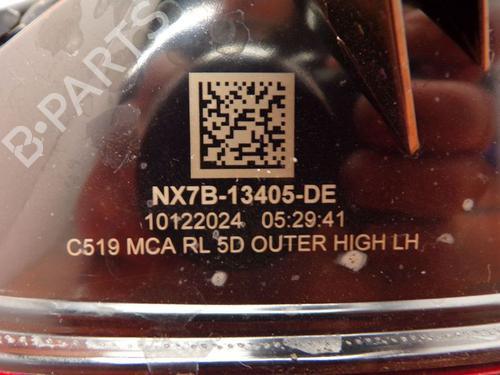 B-PARTS
NX7B-13405-DE
10122024 05:29:41
C519 MCA RL 5D OUTER HIGH LH